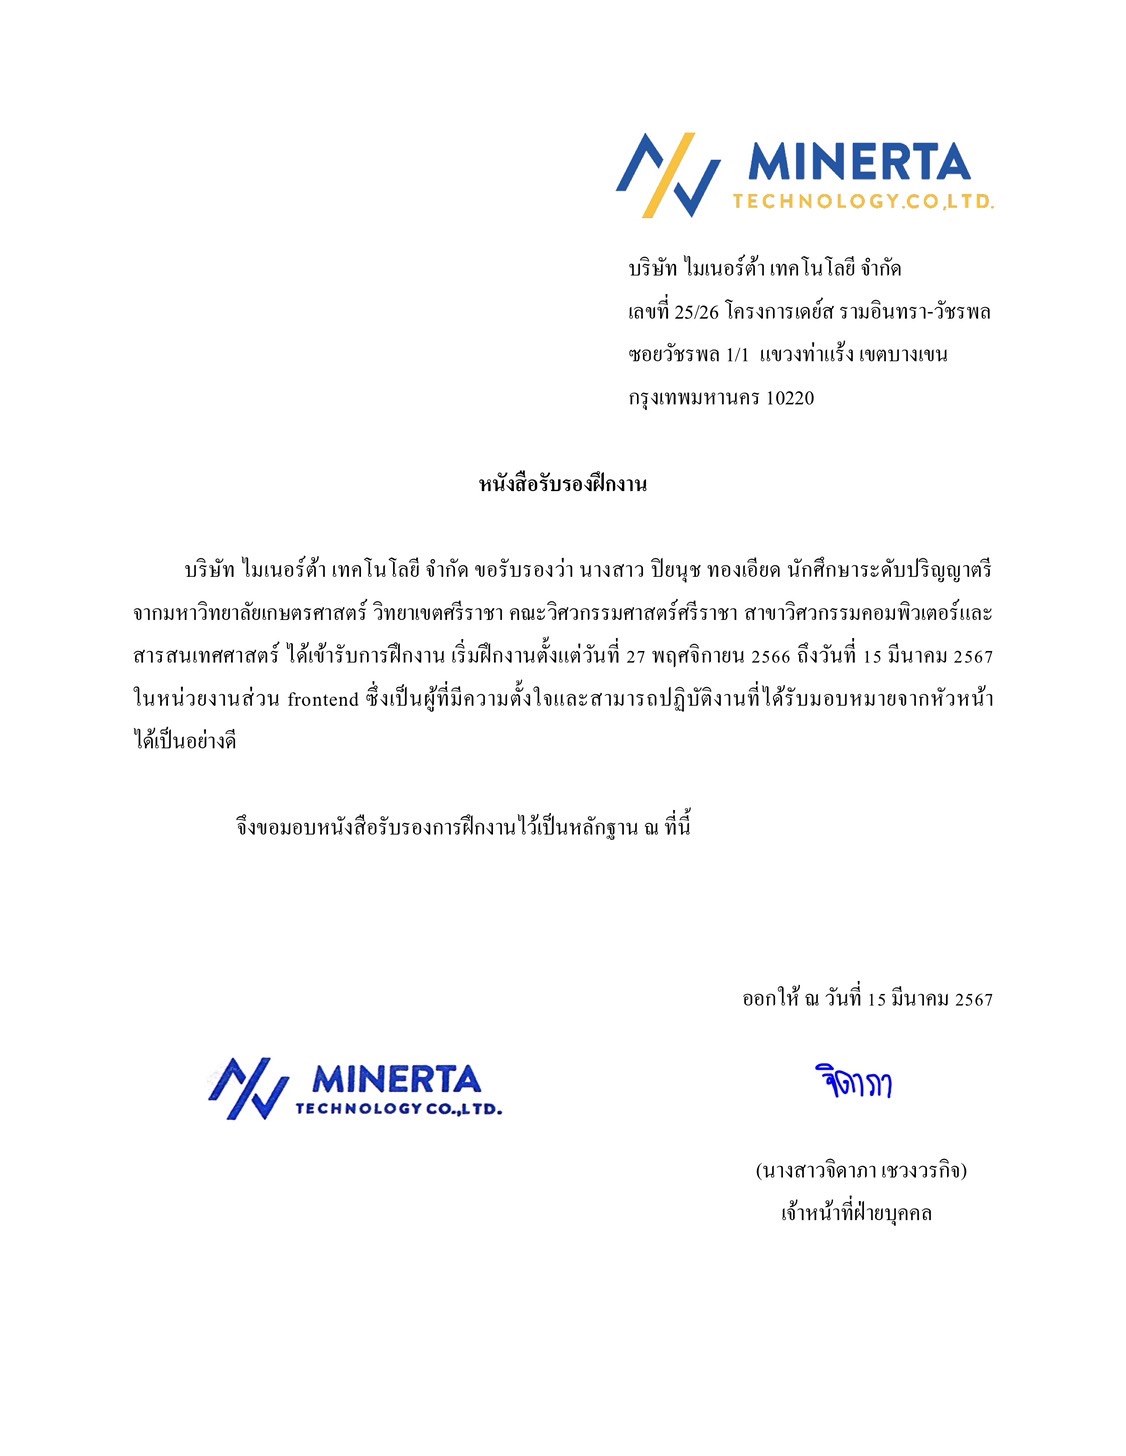 MINERTA
TECHNOLOGY.CO,LTD.
บริษัท ไมเนอร์ต้า เทคโนโลยี จำกัด
เลขที่ 25/26 โครงการเดย์ส รามอินทรา-วัชรพล
ซอยวัชรพล 1/1 แขวงท่าแร้ง เขตบางเขน
กรุงเทพมหานคร 10220
หนังสือรับรองฝึกงาน
บริษัท ไมเนอร์ต้า เทคโนโลยี จำกัด ขอรับรองว่า นางสาว ปิยนุช ทองเอียด นักศึกษาระดับปริญญาตรี
จากมหาวิทยาลัยเกษตรศาสตร์ วิทยาเขตศรีราชา คณะวิศวกรรมศาสตร์ศรีราชา สาขาวิศวกรรมคอมพิวเตอร์และ
สารสนเทศศาสตร์ ได้เข้ารับการฝึกงาน เริ่มฝึกงานตั้งแต่วันที่ 27 พฤศจิกายน 2566 ถึงวันที่ 15 มีนาคม 2567
ในหน่วยงานส่วน frontend ซึ่งเป็นผู้ที่มีความตั้งใจและสามารถปฏิบัติงานที่ได้รับมอบหมายจากหัวหน้า
ได้เป็นอย่างดี
จึงขอมอบหนังสือรับรองการฝึกงานไว้เป็นหลักฐาน ณ ที่นี้
ออกให้ ณ วันที่ 15 มีนาคม 2567
MINERTA
TECHNOLOGY CO.,LTD.
จิดาภา
(นางสาวจิดาภา เชวงวรกิจ)
เจ้าหน้าที่ฝ่ายบุคคล